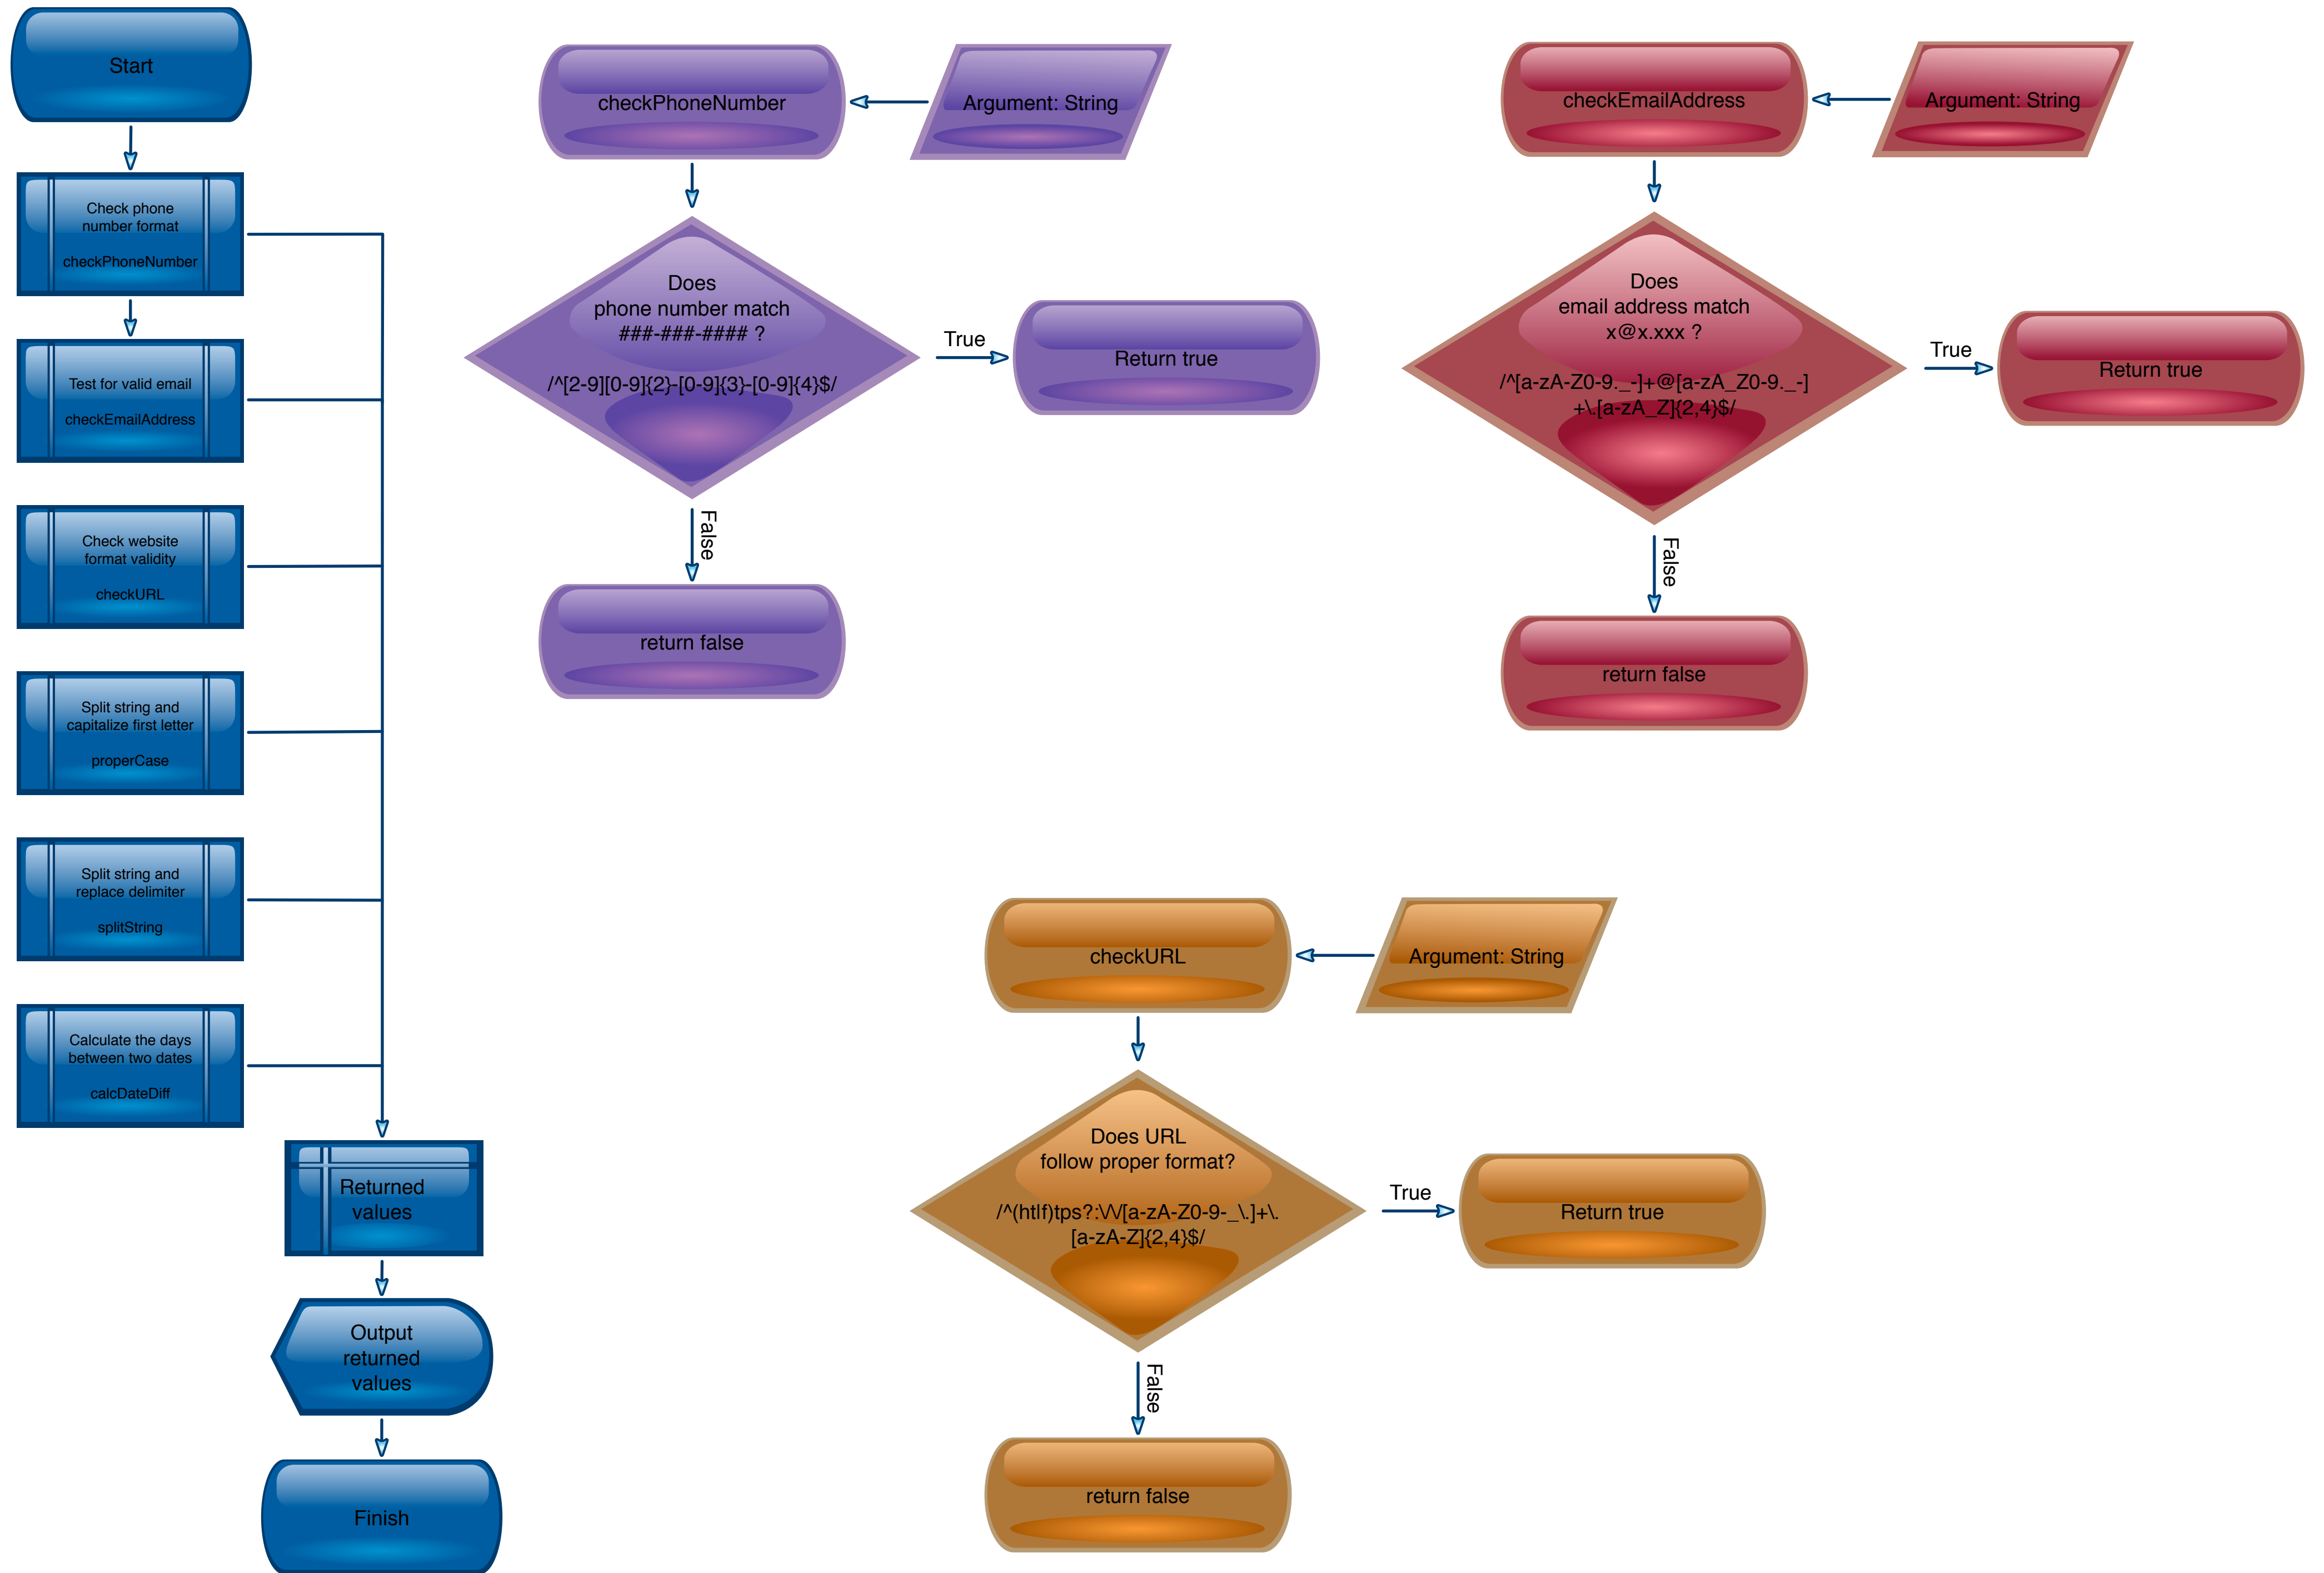 Start
Check phone
number format
checkPhoneNumber
Test for valid email
checkEmailAddress
Check website
format validity
checkURL
Split string and
capitalize first letter
properCase
Split string and
replace delimiter
splitString
Calculate the days
between two dates
calcDateDiff
Returned
values
Output
returned
values
Finish
checkPhoneNumber
Argument: String
Does
phone number match
###-###-#### ?
/^[2-9][0-9]{2}-[0-9]{3}-[0-9]{4}$/
True
Return true
False
return false
checkEmailAddress
Argument: String
Does
email address match
x@x.xxx ?
/^[a-zA-Z0-9._-]+@[a-zA_Z0-9._-]
+\.[a-zA_Z]{2,4}$/
True
Return true
False
return false
checkURL
Argument: String
Does URL
follow proper format?
/^(ht|f)tps?:\/\/[a-zA-Z0-9-_\.]+\.
[a-zA-Z]{2,4}$/
True
Return true
False
return false